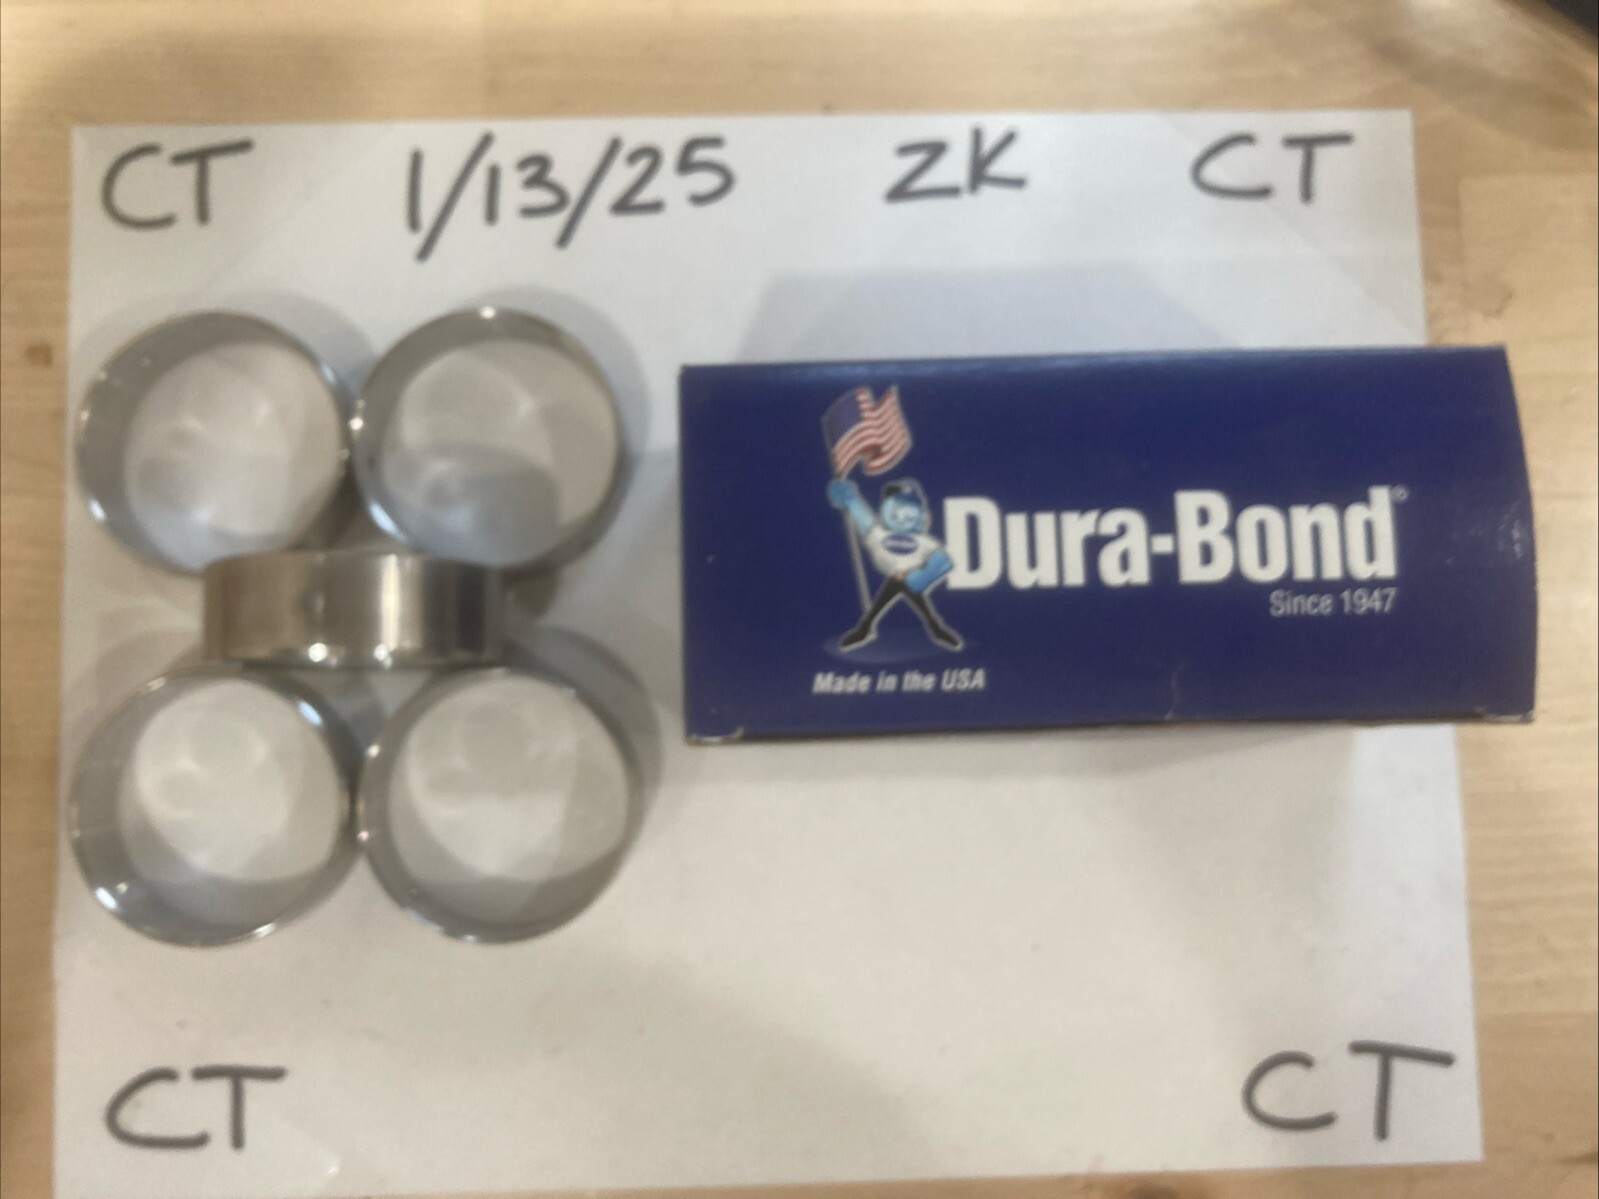 CT 1/13/25 ZK CT
Dura-Bond®
Since 1947
Made in the USA
CT CT